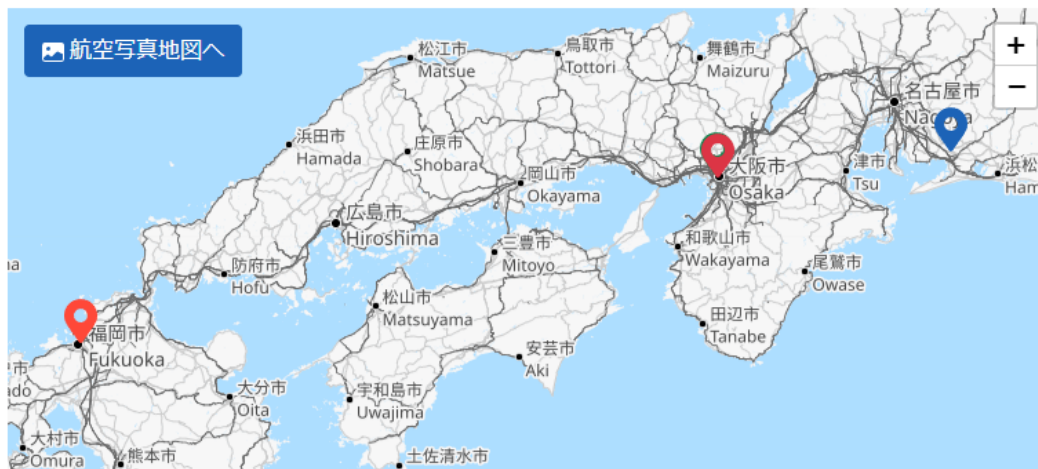 航空写真地図へ
+
−
松江市
Matsue
鳥取市
Tottori
舞鶴市
Maizuru
名古屋市
Nagoya
浜田市
Hamada
庄原市
Shobara
岡山市
Okayama
大阪市
Osaka
津市
Tsu
浜松
Ham
広島市
Hiroshima
三豊市
Mitoyo
和歌山市
Wakayama
尾鷲市
Owase
防府市
Hofu
松山市
Matsuyama
田辺市
Tanabe
福岡市
Fukuoka
安芸市
Aki
大分市
Oita
宇和島市
Uwajima
大村市
Omura
熊本市
土佐清水市